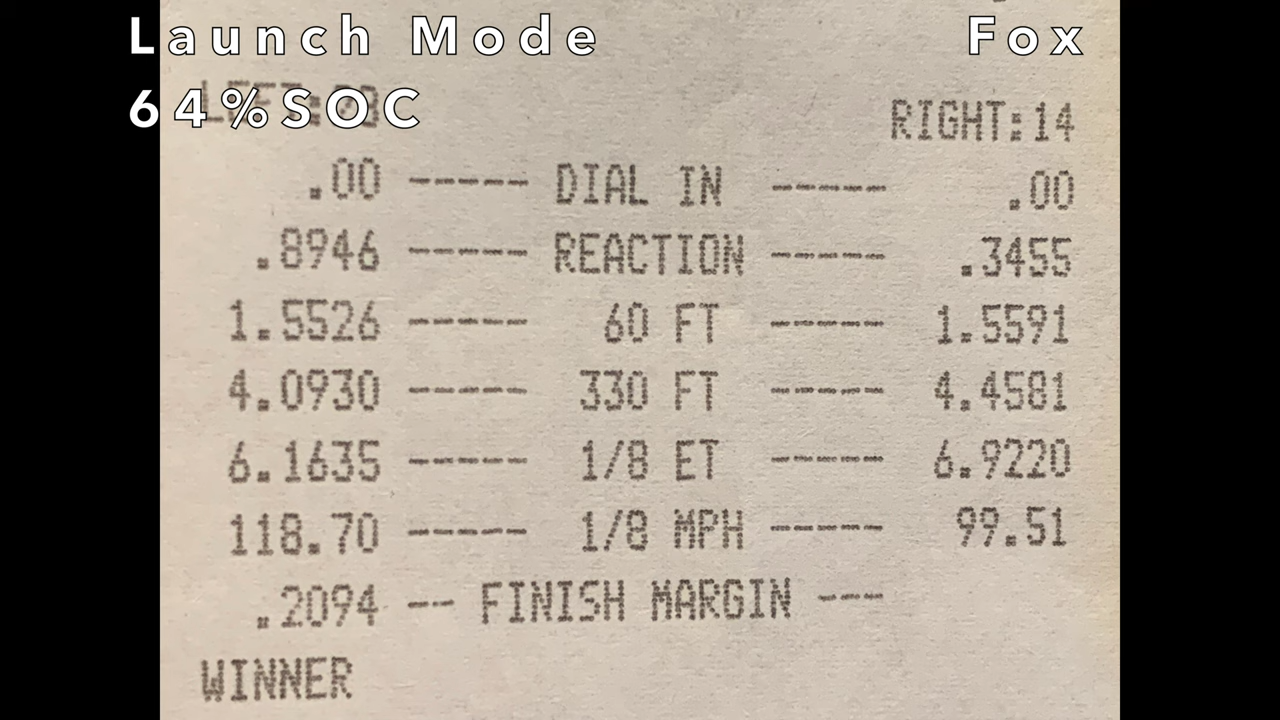 Launch Mode Fox
64%SOC
RIGHT:14
.00 ----- DIAL IN ----- .00
.8946 ----- REACTION ----- .3455
1.5526 ----- 60 FT ----- 1.5591
4.0930 ----- 330 FT ----- 4.4581
6.1635 ----- 1/8 ET ----- 6.9220
118.70 ----- 1/8 MPH ----- 99.51
.2094 -- FINISH MARGIN ---
WINNER